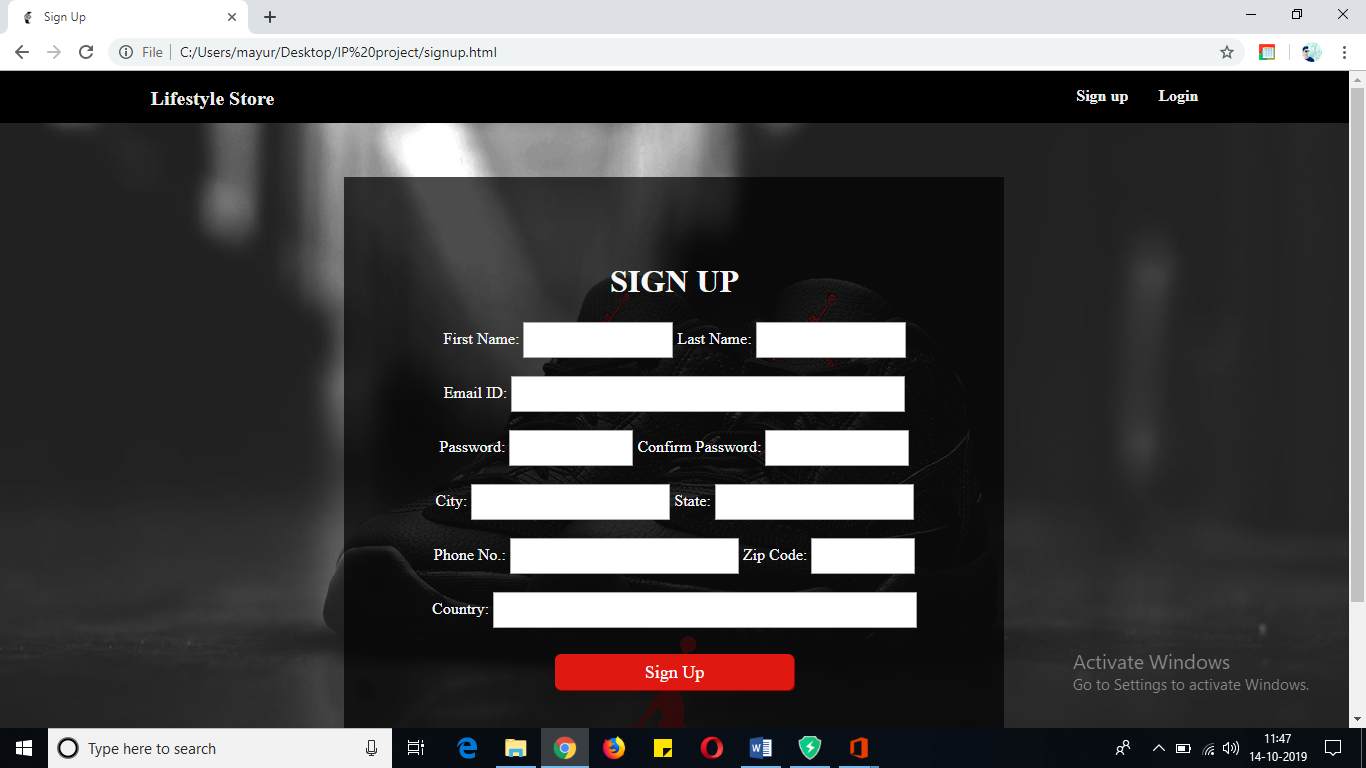 Sign Up
File C:/Users/mayur/Desktop/IP%20project/signup.html
Lifestyle Store Sign up Login
SIGN UP
First Name: Last Name:
Email ID:
Password: Confirm Password:
City: State:
Phone No.: Zip Code:
Country:
Sign Up
Activate Windows
Go to Settings to activate Windows.
Type here to search
11:47
14-10-2019